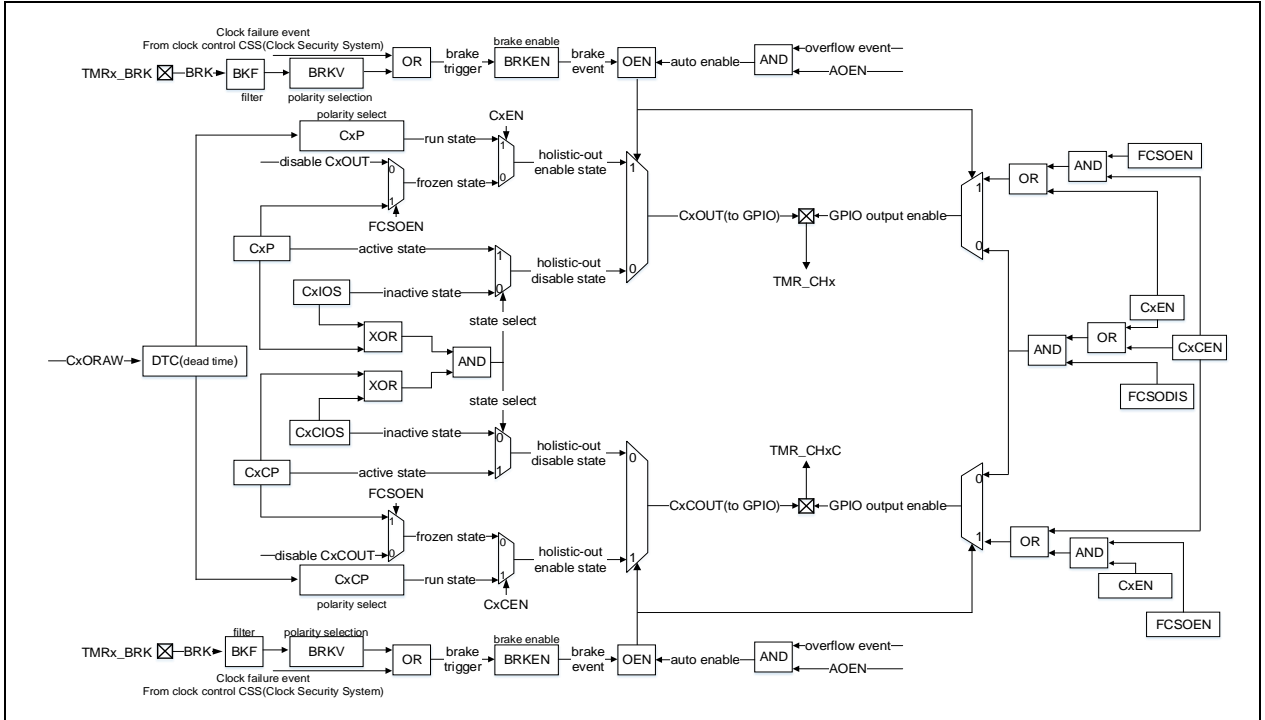 Clock failure event
From clock control CSS(Clock Security System)
TMRx_BRK
BRK
BKF
filter
BRKV
polarity selection
OR
brake
trigger
brake enable
BRKEN
brake
event
OEN
auto enable
AND
overflow event
AOEN
polarity select
CxP
run state
CxEN
1
0
disable CxOUT
0
1
frozen state
FCSOEN
holistic-out
enable state
1
0
CxP
active state
1
0
holistic-out
disable state
CxIOS
inactive state
state select
XOR
CxORAW
DTC(dead time)
AND
XOR
state select
CxCIOS
inactive state
0
1
holistic-out
disable state
CxCP
active state
FCSOEN
1
0
frozen state
disable CxCOUT
CxCP
polarity select
run state
0
1
CxCEN
holistic-out
enable state
0
1
CxOUT(to GPIO)
GPIO output enable
TMR_CHx
1
0
OR
AND
FCSOEN
CxEN
OR
CxCEN
AND
FCSODIS
TMR_CHxC
CxCOUT(to GPIO)
GPIO output enable
0
1
OR
AND
CxEN
FCSOEN
TMRx_BRK
BRK
filter
BKF
polarity selection
BRKV
Clock failure event
From clock control CSS(Clock Security System)
OR
brake
trigger
brake enable
BRKEN
brake
event
OEN
auto enable
AND
overflow event
AOEN